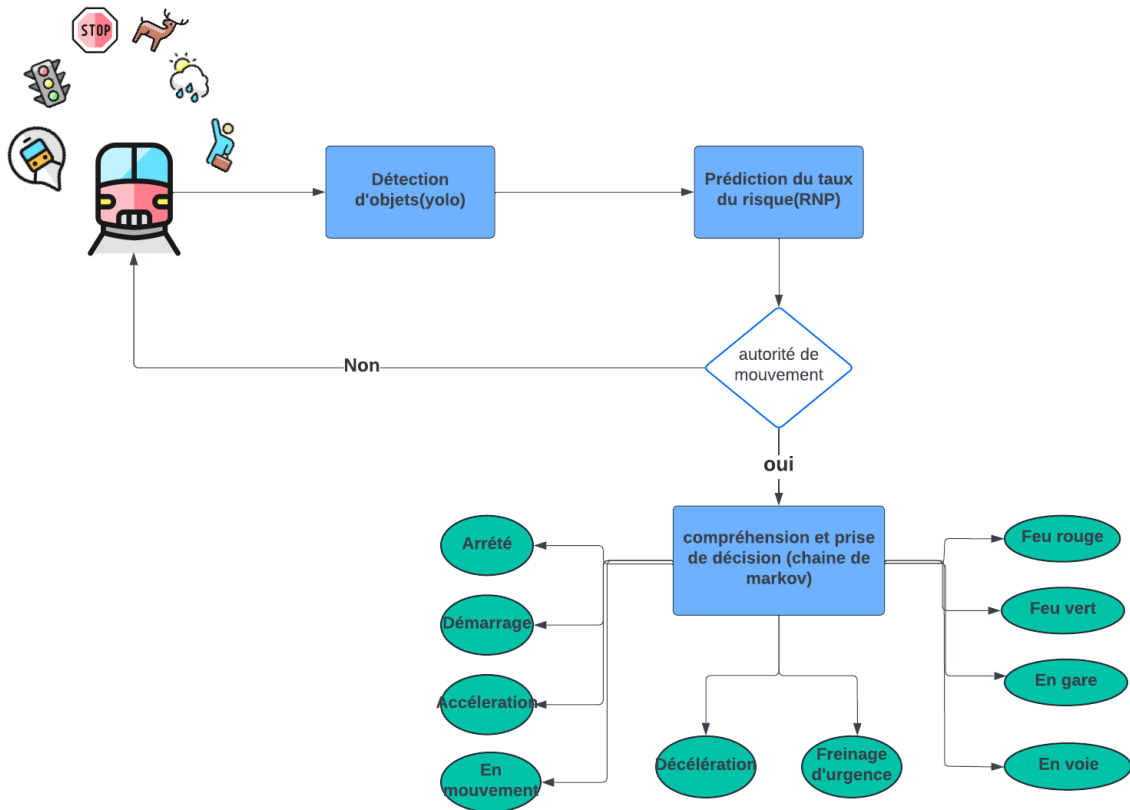 STOP
Détection
d'objets(yolo)
Prédiction du taux
du risque(RNP)
autorité de
mouvement
Non
oui
compréhension et prise
de décision (chaine de
markov)
Arrété
Démarrage
Accéleration
En
mouvement
Décélération
Freinage
d'urgence
Feu rouge
Feu vert
En gare
En voie